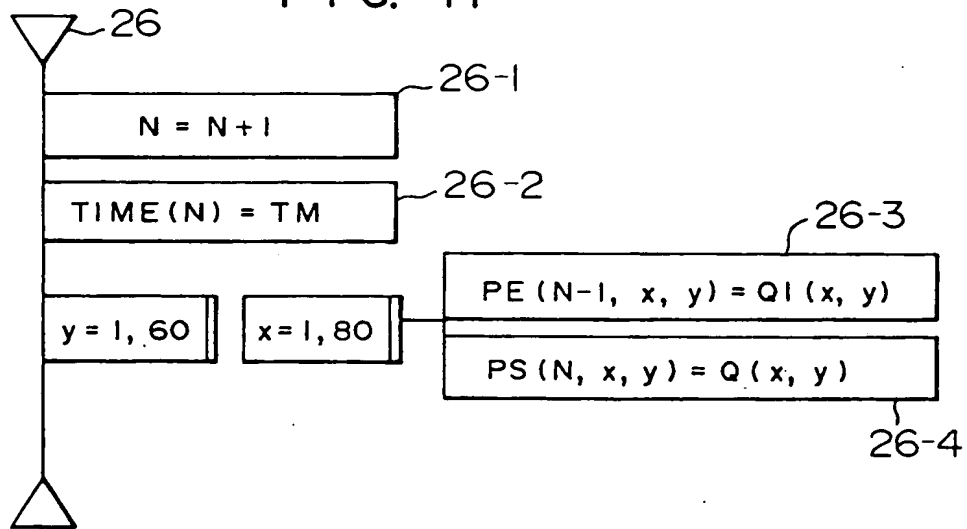 26
26-1
N = N+1
26-2
TIME(N) = TM
26-3
PE(N-1, x, y) = Q1(x, y)
y=1, 60
x=1, 80
PS(N, x, y) = Q(x, y)
26-4